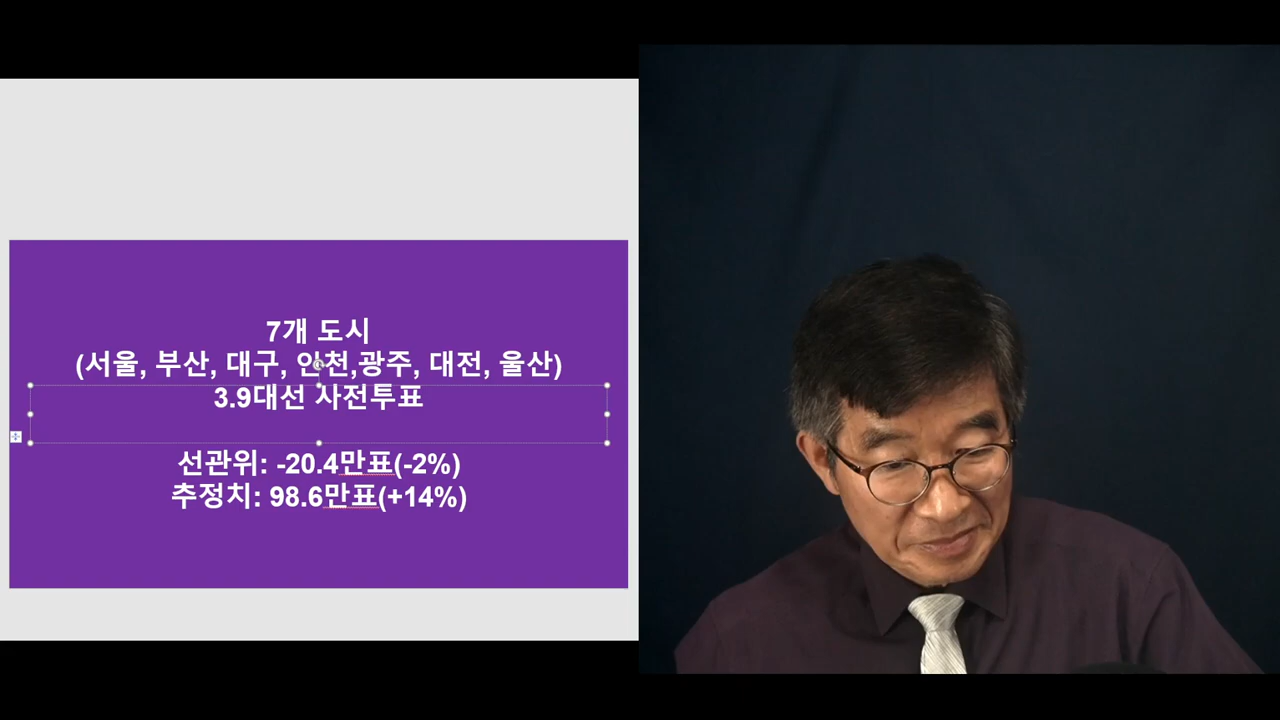 7개 도시
(서울, 부산, 대구, 인천,광주, 대전, 울산)
3.9대선 사전투표
선관위: -20.4만표(-2%)
추정치: 98.6만표(+14%)